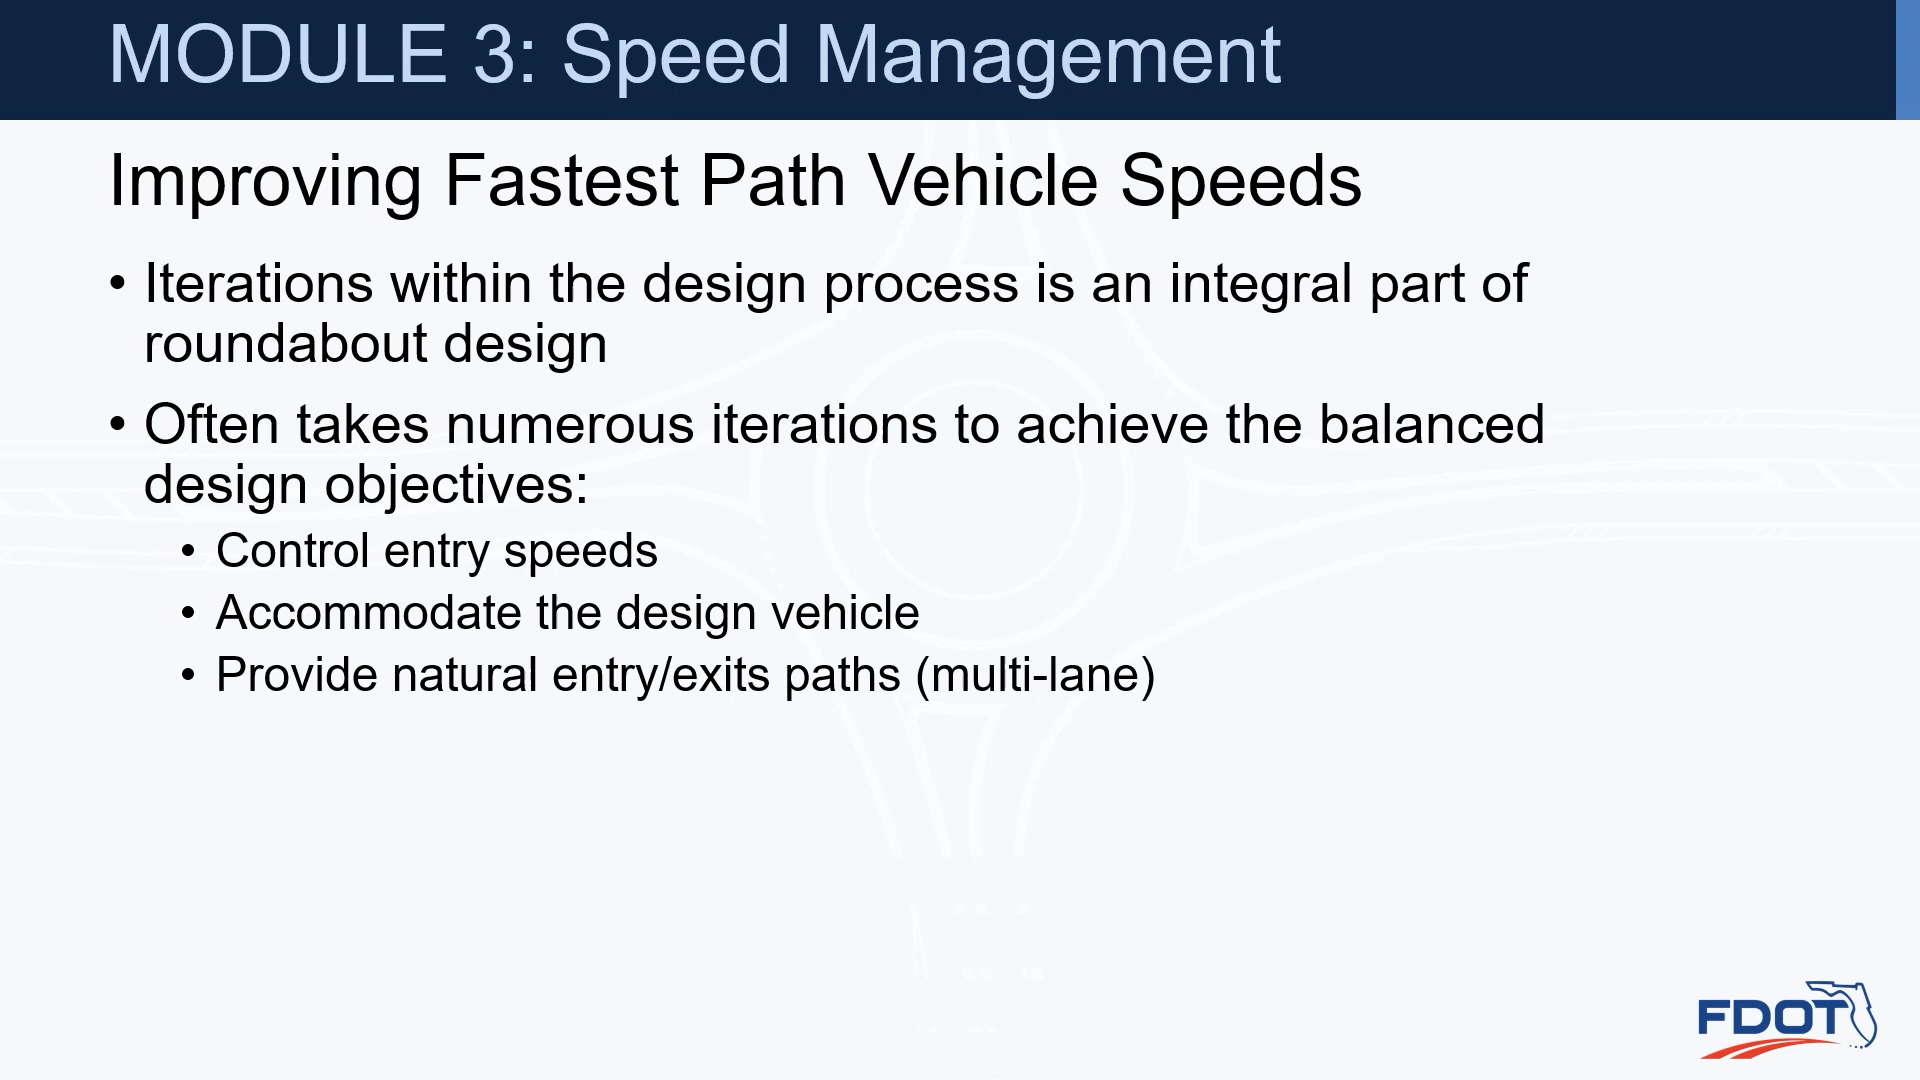 MODULE 3: Speed Management
Improving Fastest Path Vehicle Speeds
• Iterations within the design process is an integral part of
roundabout design
• Often takes numerous iterations to achieve the balanced
design objectives:
• Control entry speeds
• Accommodate the design vehicle
• Provide natural entry/exits paths (multi-lane)
FDOT